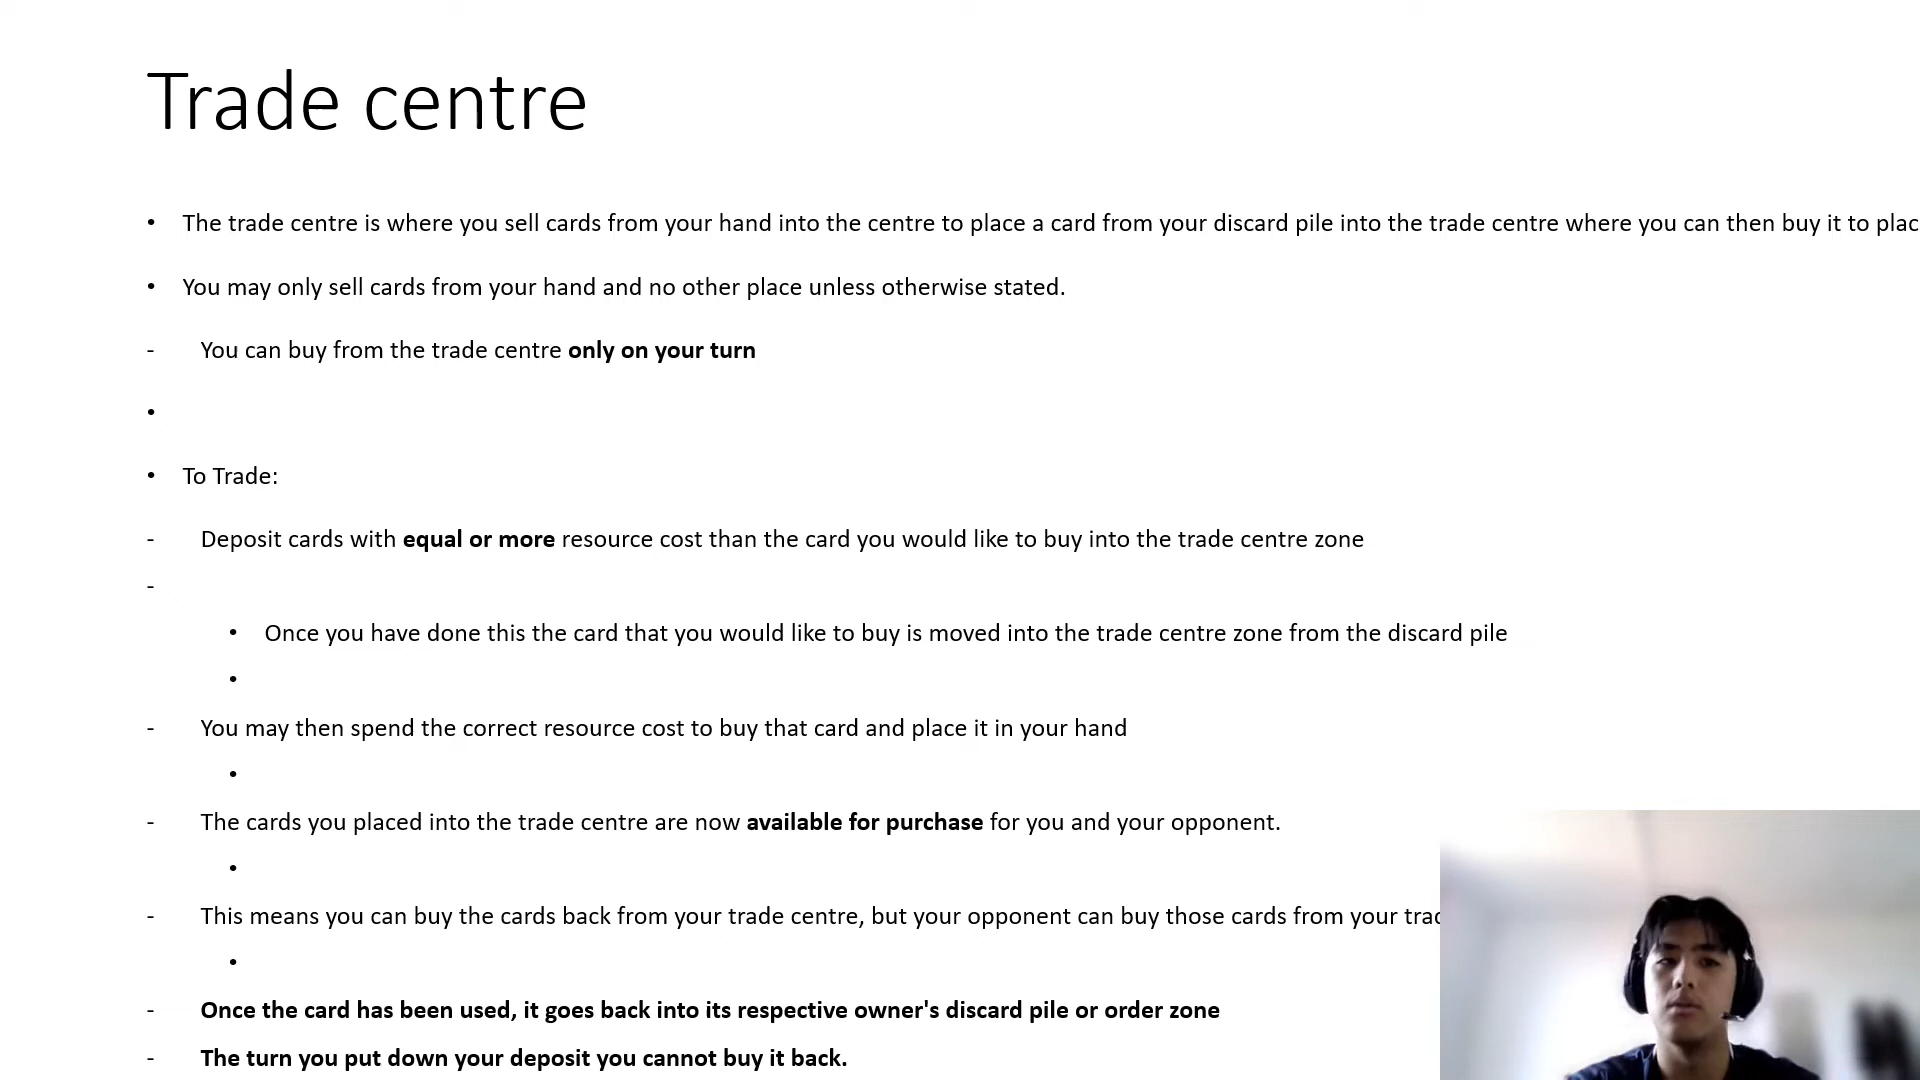 Trade centre
• The trade centre is where you sell cards from your hand into the centre to place a card from your discard pile into the trade centre where you can then buy it to plac
• You may only sell cards from your hand and no other place unless otherwise stated.
- You can buy from the trade centre only on your turn
•
• To Trade:
- Deposit cards with equal or more resource cost than the card you would like to buy into the trade centre zone
-
• Once you have done this the card that you would like to buy is moved into the trade centre zone from the discard pile
•
- You may then spend the correct resource cost to buy that card and place it in your hand
•
- The cards you placed into the trade centre are now available for purchase for you and your opponent.
•
- This means you can buy the cards back from your trade centre, but your opponent can buy those cards from your trad
•
- Once the card has been used, it goes back into its respective owner's discard pile or order zone
- The turn you put down your deposit you cannot buy it back.